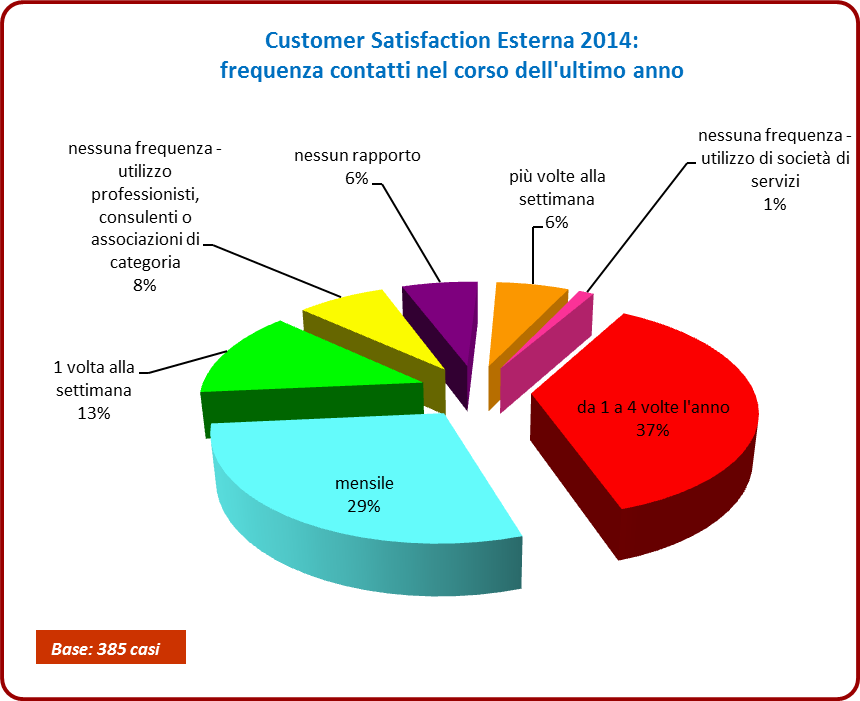 Customer Satisfaction Esterna 2014:
frequenza contatti nel corso dell'ultimo anno
nessuna frequenza -
utilizzo
professionisti,
consulenti o
associazioni di
categoria
8%
nessun rapporto
6%
più volte alla
settimana
6%
nessuna frequenza -
utilizzo di società di
servizi
1%
1 volta alla
settimana
13%
da 1 a 4 volte l'anno
37%
mensile
29%
Base: 385 casi